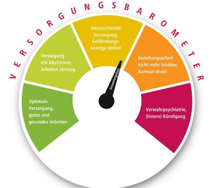 VERSORGUNGSBAROMETER
Optimale
Versorgung,
gutes und
gesundes Arbeiten
Versorgung
mit Abstrichen,
Arbeiten stressig
Unzureichende
Versorgung,
Gefährdungs-
anzeige stellen
Beziehungsarbeit
nicht mehr leistbar,
Burnout droht
Verwahrpsychiatrie,
(Innere) Kündigung